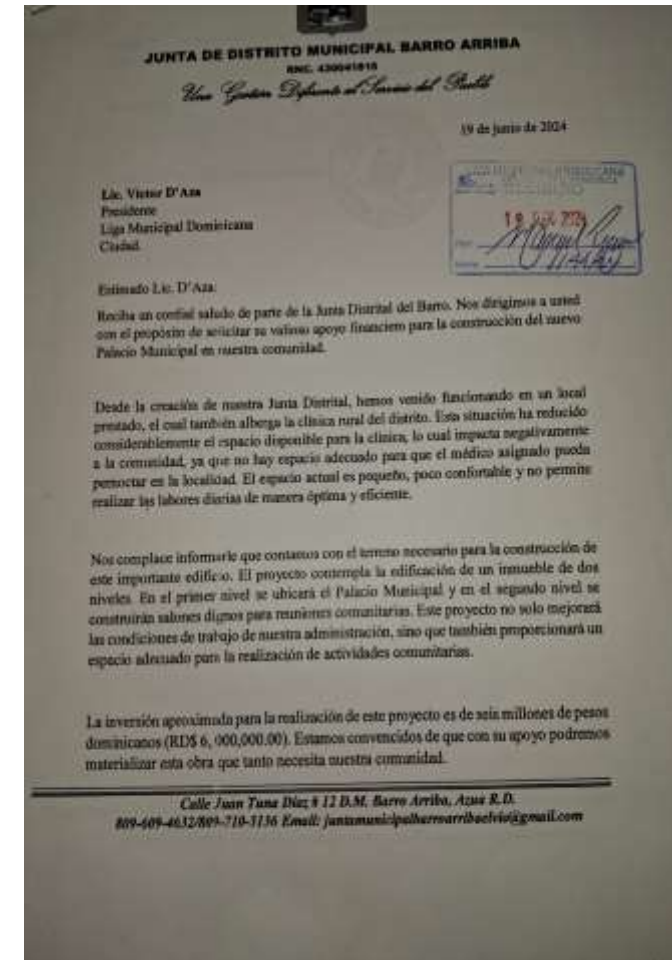 JUNTA DE DISTRITO MUNICIPAL BARRO ARRIBA
RNC. 430041815
Una Gestión Diferente al Servicio del Pueblo
19 de junio de 2024
Lic. Victor D'Aza
Presidente
Liga Municipal Dominicana
Ciudad.
Estimado Lic. D'Aza:
Reciba un cordial saludo de parte de la Junta Distrital del Barro. Nos dirigimos a usted
con el propósito de solicitar su valioso apoyo financiero para la construcción del nuevo
Palacio Municipal en nuestra comunidad.
Desde la creación de nuestra Junta Distrital, hemos venido funcionando en un local
prestado, el cual también alberga la clínica rural del distrito. Esta situación ha reducido
considerablemente el espacio disponible para la clínica, lo cual impacta negativamente
a la comunidad, ya que no hay espacio adecuado para que el médico asignado pueda
pernoctar en la localidad. El espacio actual es pequeño, poco confortable y no permite
realizar las labores diarias de manera óptima y eficiente.
Nos complace informarle que contamos con el terreno necesario para la construcción de
este importante edificio. El proyecto contempla la edificación de un inmueble de dos
niveles. En el primer nivel se ubicará el Palacio Municipal y en el segundo nivel se
construirán salones dignos para reuniones comunitarias. Este proyecto no solo mejorará
las condiciones de trabajo de nuestra administración, sino que también proporcionará un
espacio adecuado para la realización de actividades comunitarias.
La inversión aproximada para la realización de este proyecto es de seis millones de pesos
dominicanos (RD$ 6, 000,000.00). Estamos convencidos de que con su apoyo podremos
materializar esta obra que tanto necesita nuestra comunidad.
Calle Juan Tuna Díaz # 12 D.M. Barro Arriba, Azua R.D.
809-609-4632/809-710-5136 Email: juntamunicipalbarroarribaelvio@gmail.com